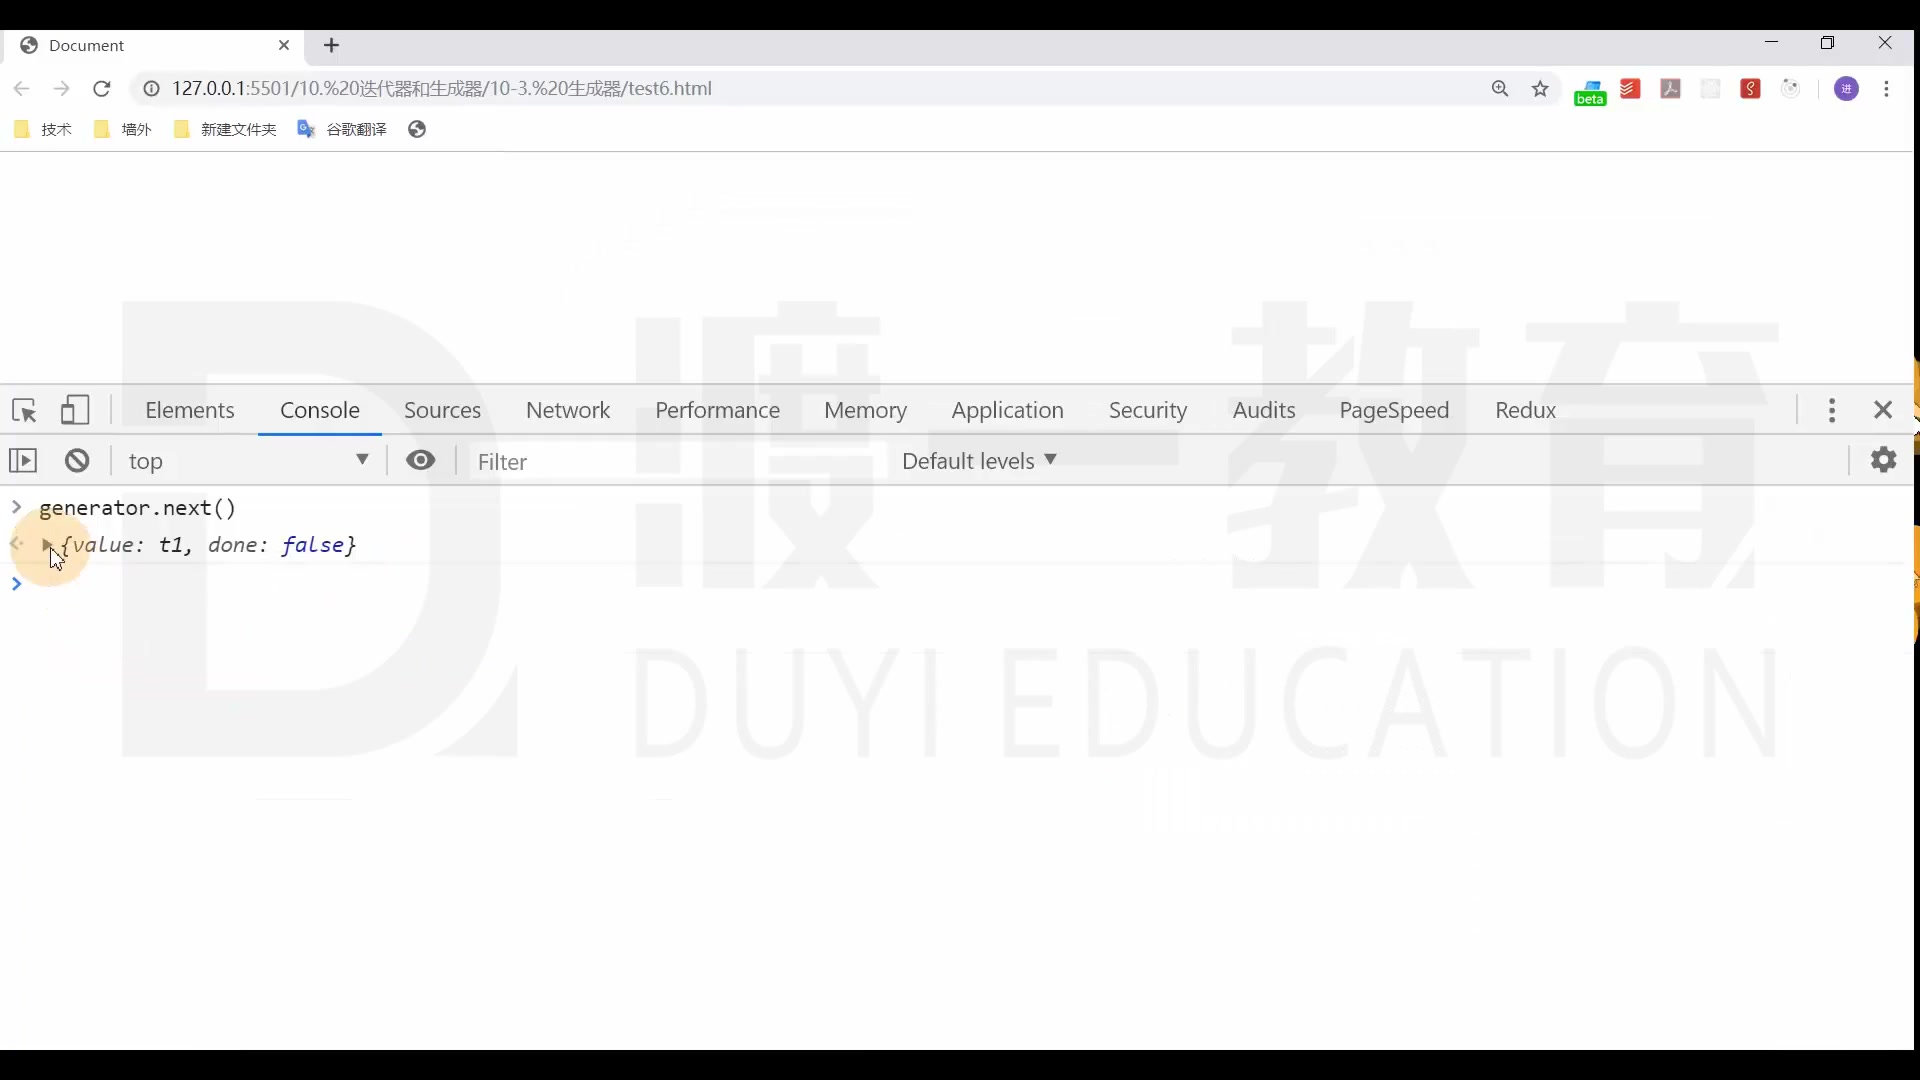 Document
127.0.0.1:5501/10.%20迭代器和生成器/10-3.%20生成器/test6.html
beta
进
技术
墙外
新建文件夹
谷歌翻译
Elements
Console
Sources
Network
Performance
Memory
Application
Security
Audits
PageSpeed
Redux
top
Filter
Default levels
generator.next()
{value: t1, done: false}
渡一教育
DUYI EDUCATION